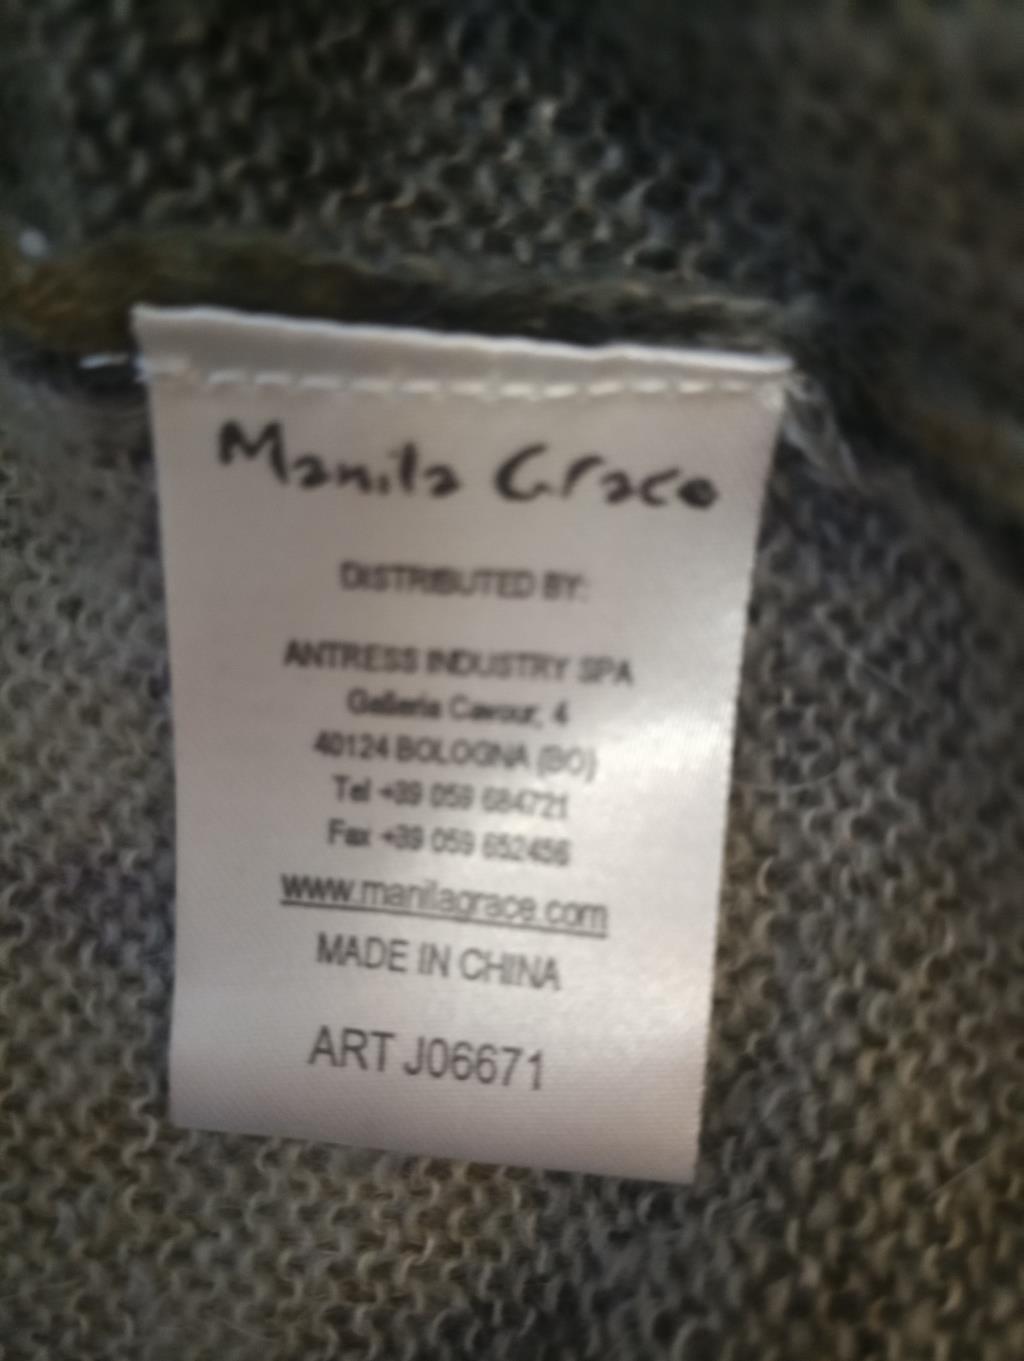 Manila Grace
DISTRIBUTED BY:
ANTRESS INDUSTRY SPA
Galleria Cavour, 4
40124 BOLOGNA (BO)
Tel +39 059 684721
Fax +39 059 652456
www.manilagrace.com
MADE IN CHINA
ART J06671